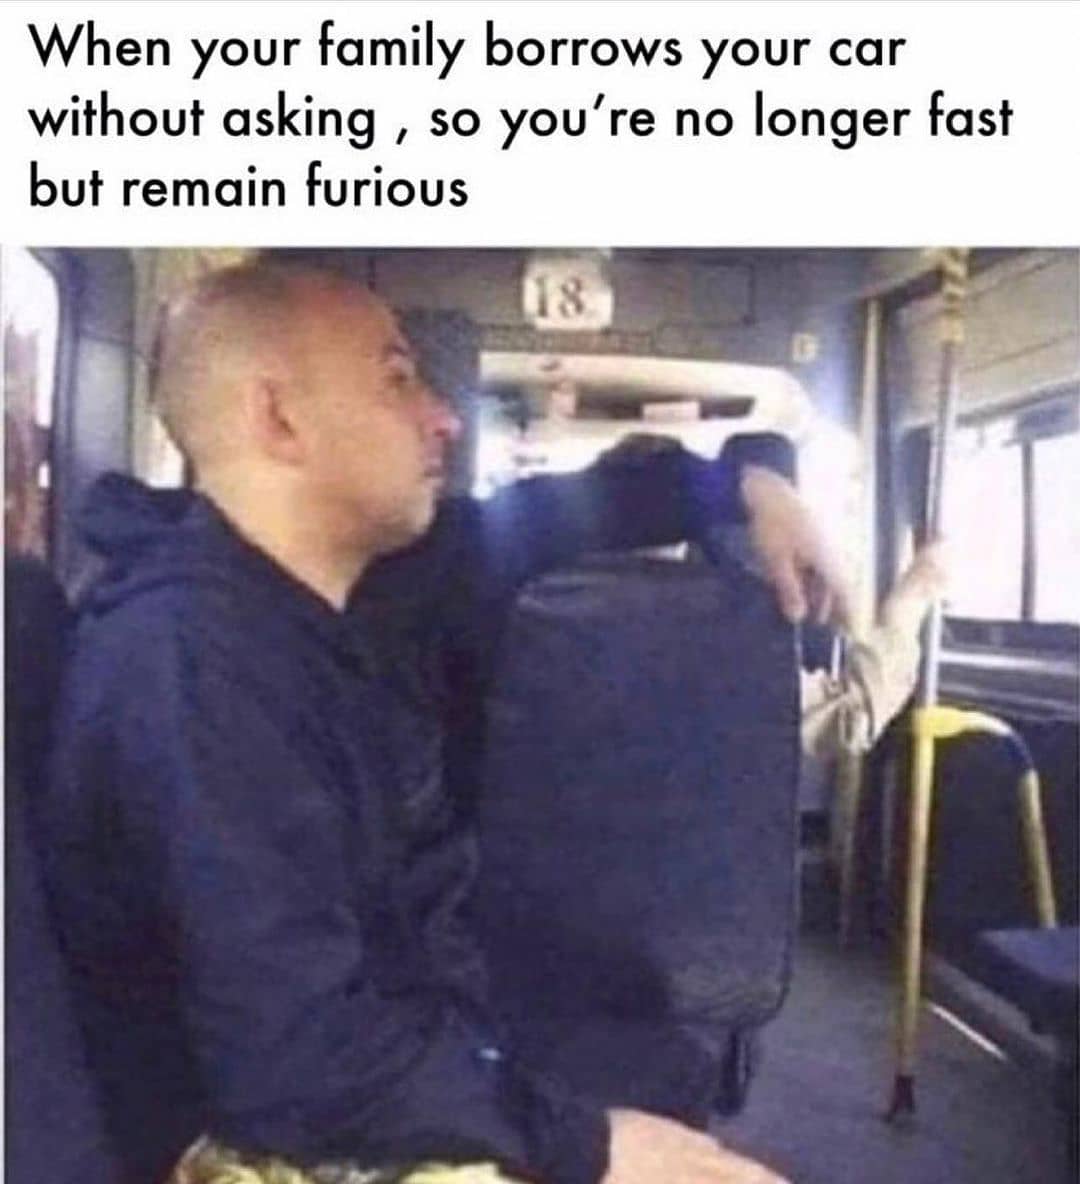 When your family borrows your car
without asking , so you're no longer fast
but remain furious
18